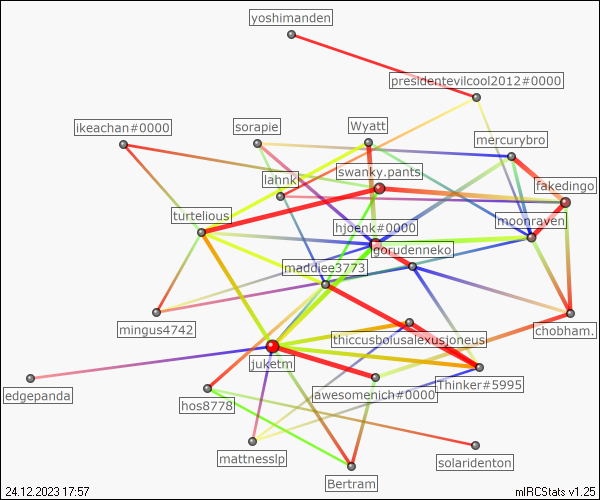 yoshimanden
presidentevilcool2012#0000
ikeachan#0000
sorapie
Wyatt
mercurybro
lahnk
swanky.pants
fakedingo
turtelious
hjoenk#0000
moonraven
gorudenneko
maddiee3773
mingus4742
thiccusbolusalexusjoneus
chobham.
juketm
edgepanda
hos8778
awesomenich#0000
Thinker#5995
mattnesslp
solaridenton
Bertram
24.12.2023 17:57
mIRCStats v1.25